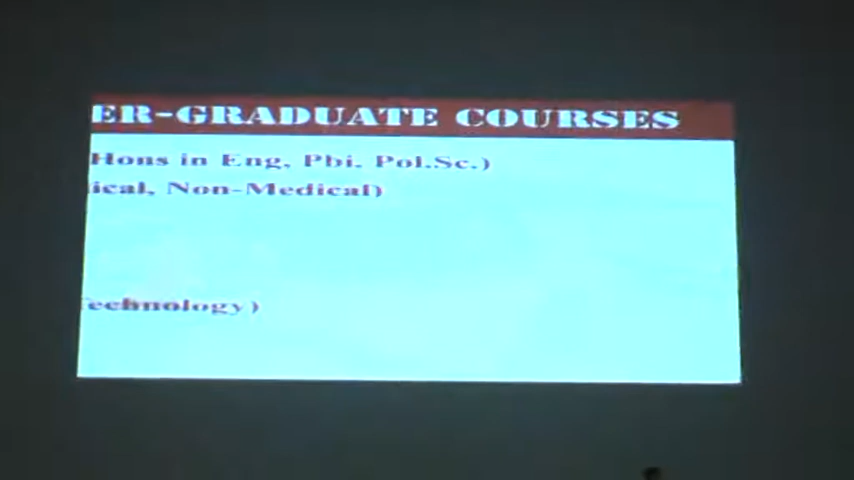 ER-GRADUATE COURSES
Hons in Eng, Pbi. Pol.Sc.)
ical, Non-Medical)
echnology)